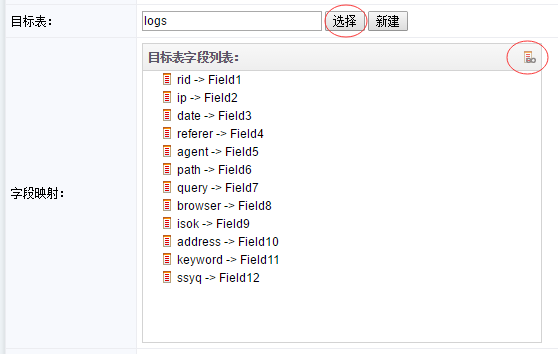 目标表: logs 选择 新建
目标表字段列表:
rid -> Field1
ip -> Field2
date -> Field3
referer -> Field4
agent -> Field5
path -> Field6
query -> Field7
字段映射: browser -> Field8
isok -> Field9
address -> Field10
keyword -> Field11
ssyq -> Field12